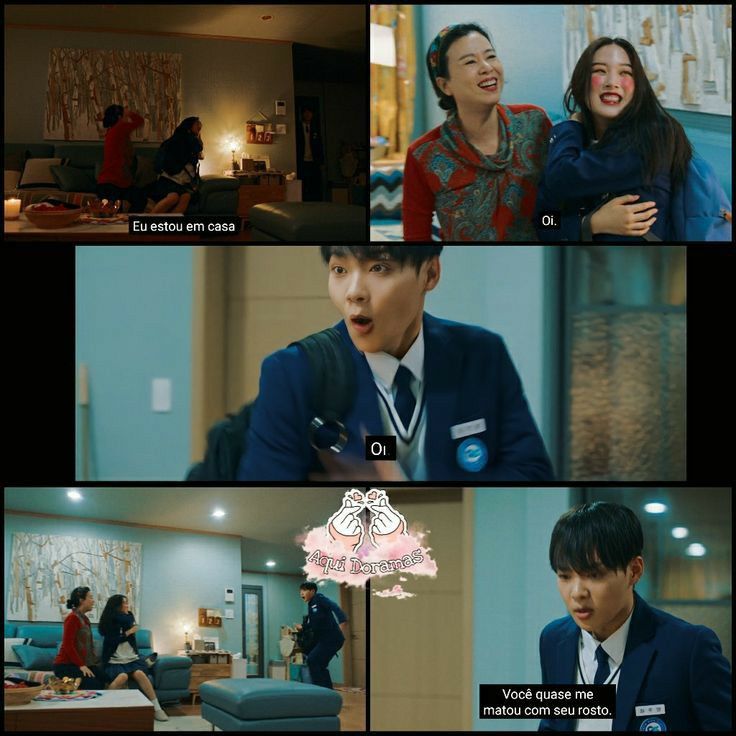 Eu estou em casa
Oi.
Oi.
Aqui Doramas
Você quase me
matou com seu rosto.